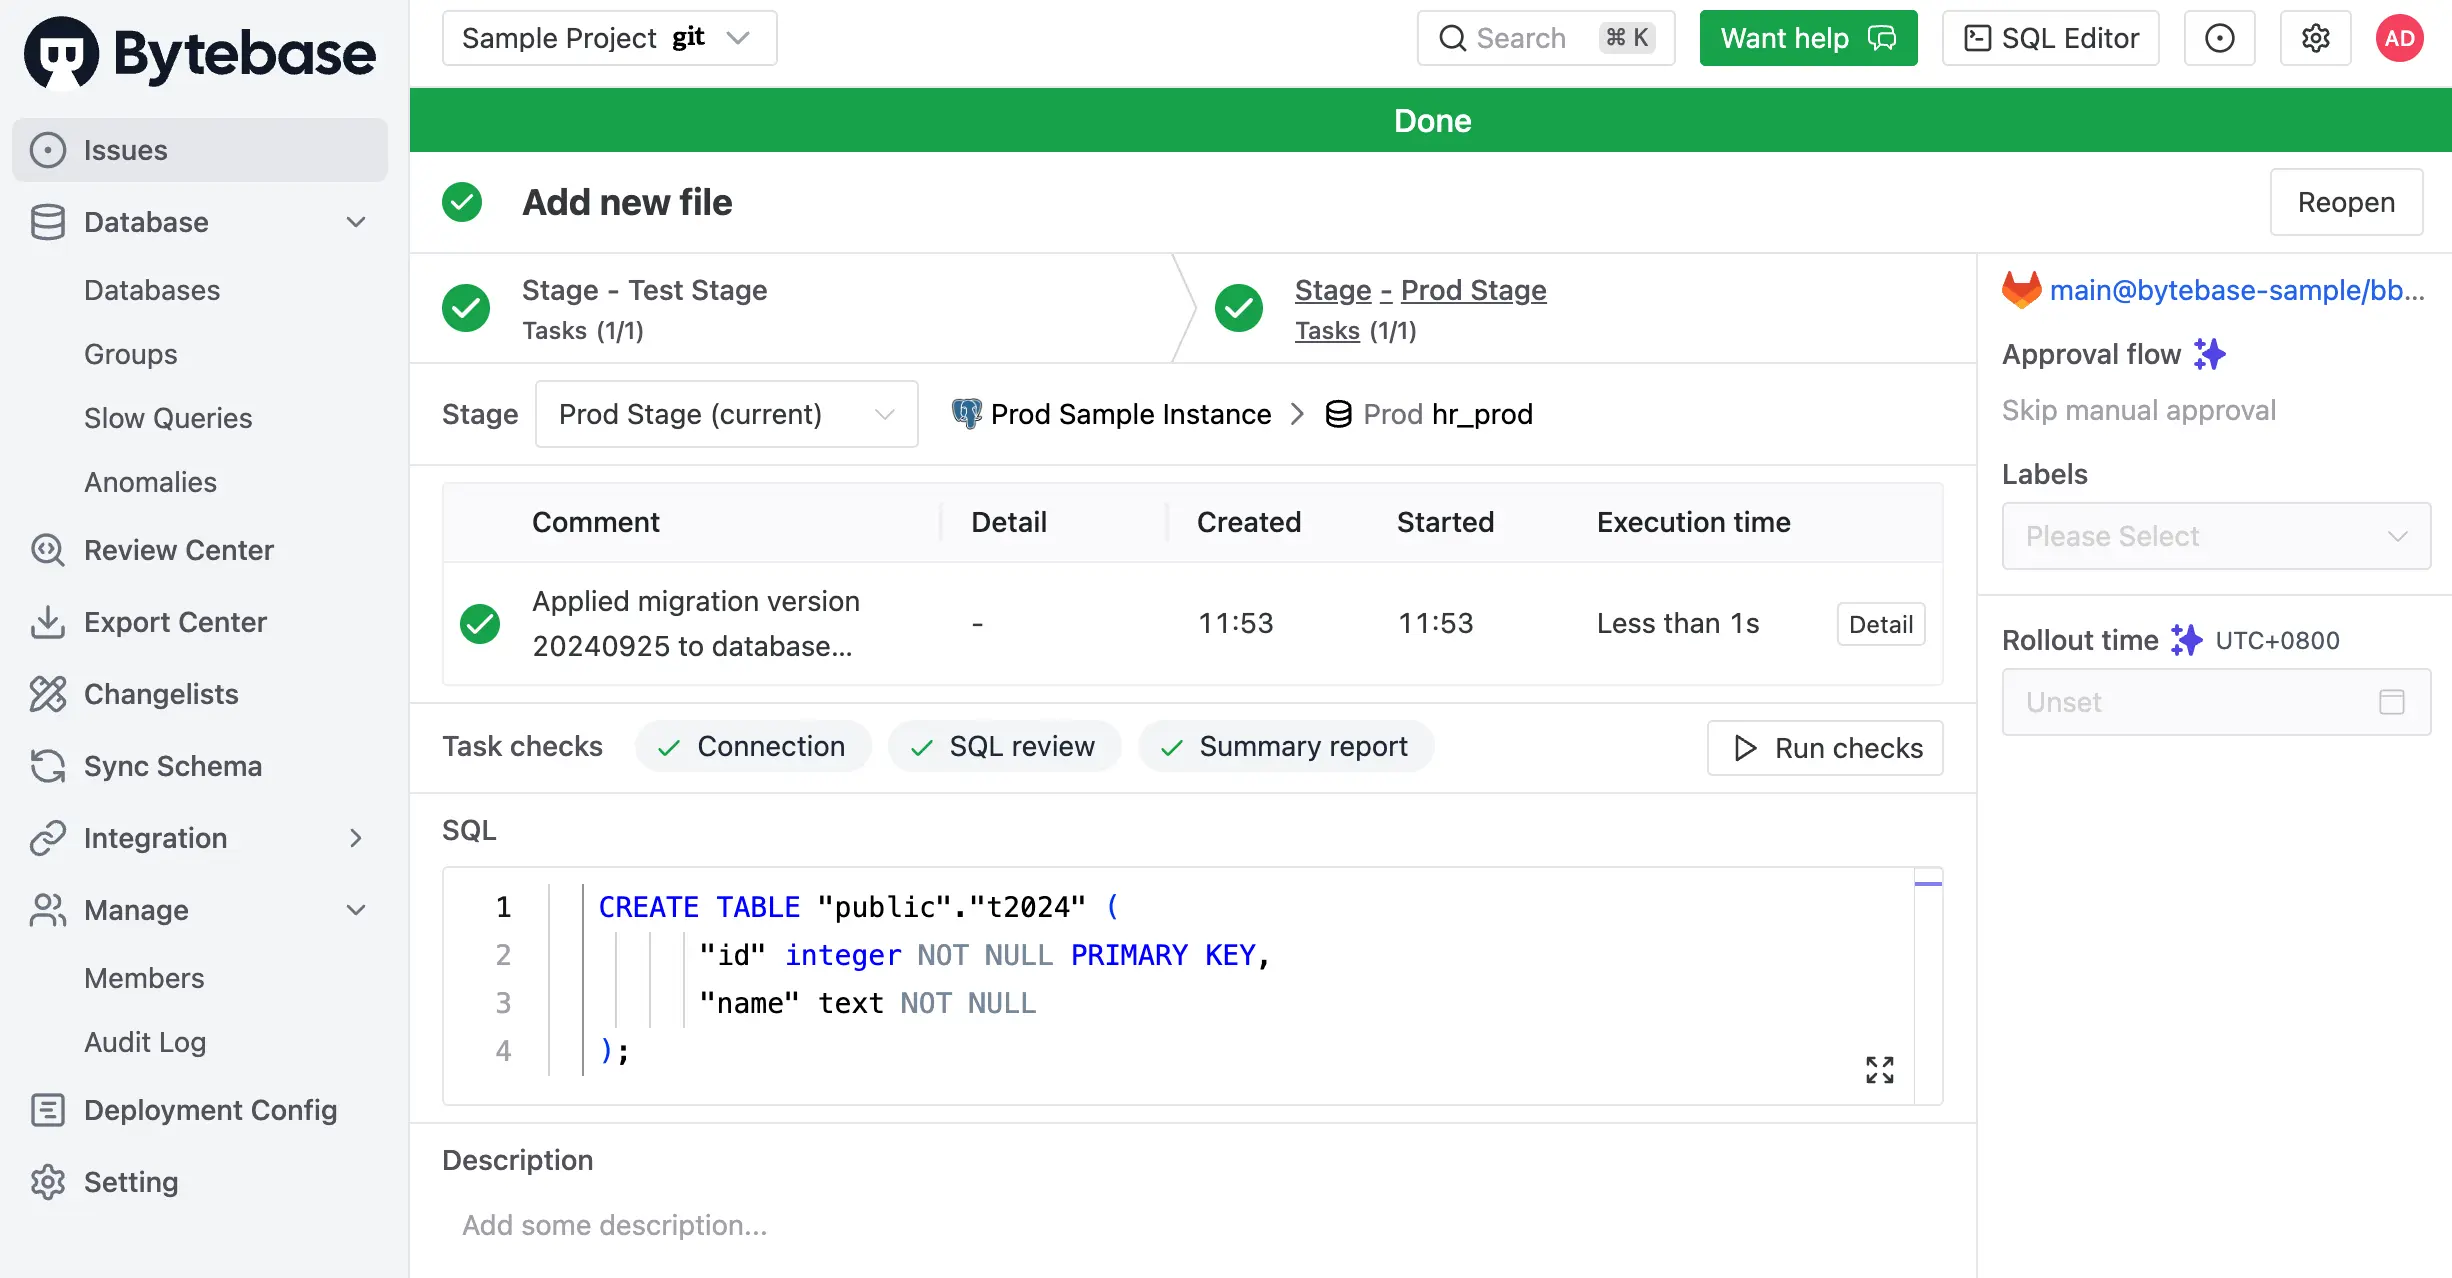 Bytebase
Sample Project git
Search ⌘ K
Want help
SQL Editor
AD
Issues
Database
Databases
Groups
Slow Queries
Anomalies
Review Center
Export Center
Changelists
Sync Schema
Integration
Manage
Members
Audit Log
Deployment Config
Setting
Done
Add new file
Reopen
Stage - Test Stage
Tasks (1/1)
Stage - Prod Stage
Tasks (1/1)
Stage Prod Stage (current) Prod Sample Instance > Prod hr_prod
Comment Detail Created Started Execution time
Applied migration version
20240925 to database...
- 11:53 11:53 Less than 1s Detail
Task checks Connection SQL review Summary report Run checks
SQL
1 CREATE TABLE "public"."t2024" (
2 "id" integer NOT NULL PRIMARY KEY,
3 "name" text NOT NULL
4 );
Description
Add some description...
main@bytebase-sample/bb...
Approval flow
Skip manual approval
Labels
Please Select
Rollout time UTC+0800
Unset